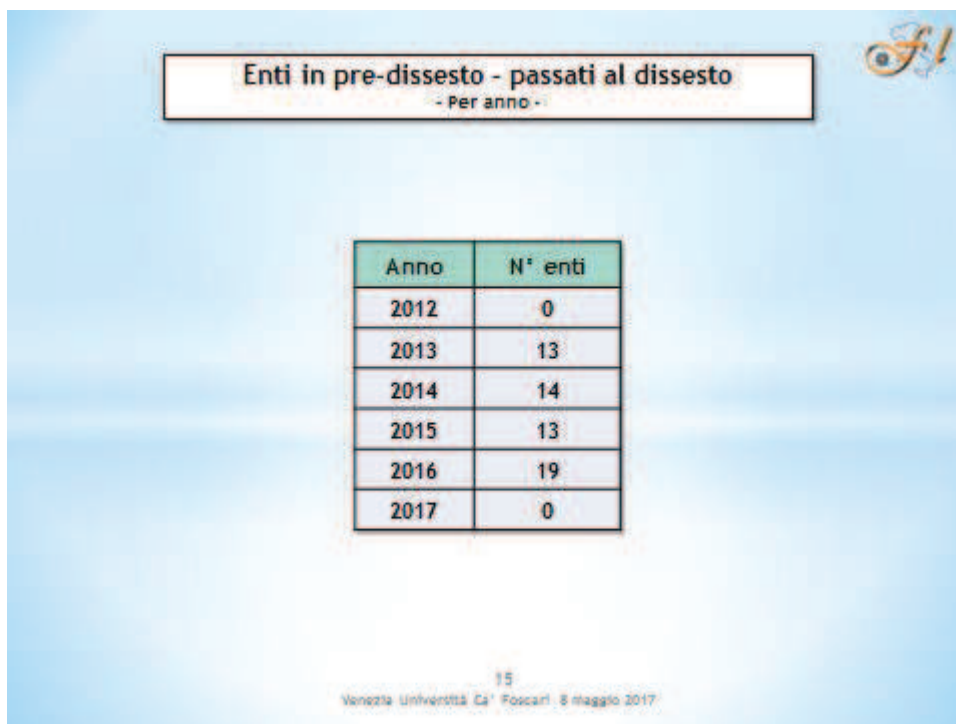 Enti in pre-dissesto - passati al dissesto
- Per anno -
Anno N° enti
2012 0
2013 13
2014 14
2015 13
2016 19
2017 0
15
Venezia Università Ca' Foscari 8 maggio 2017